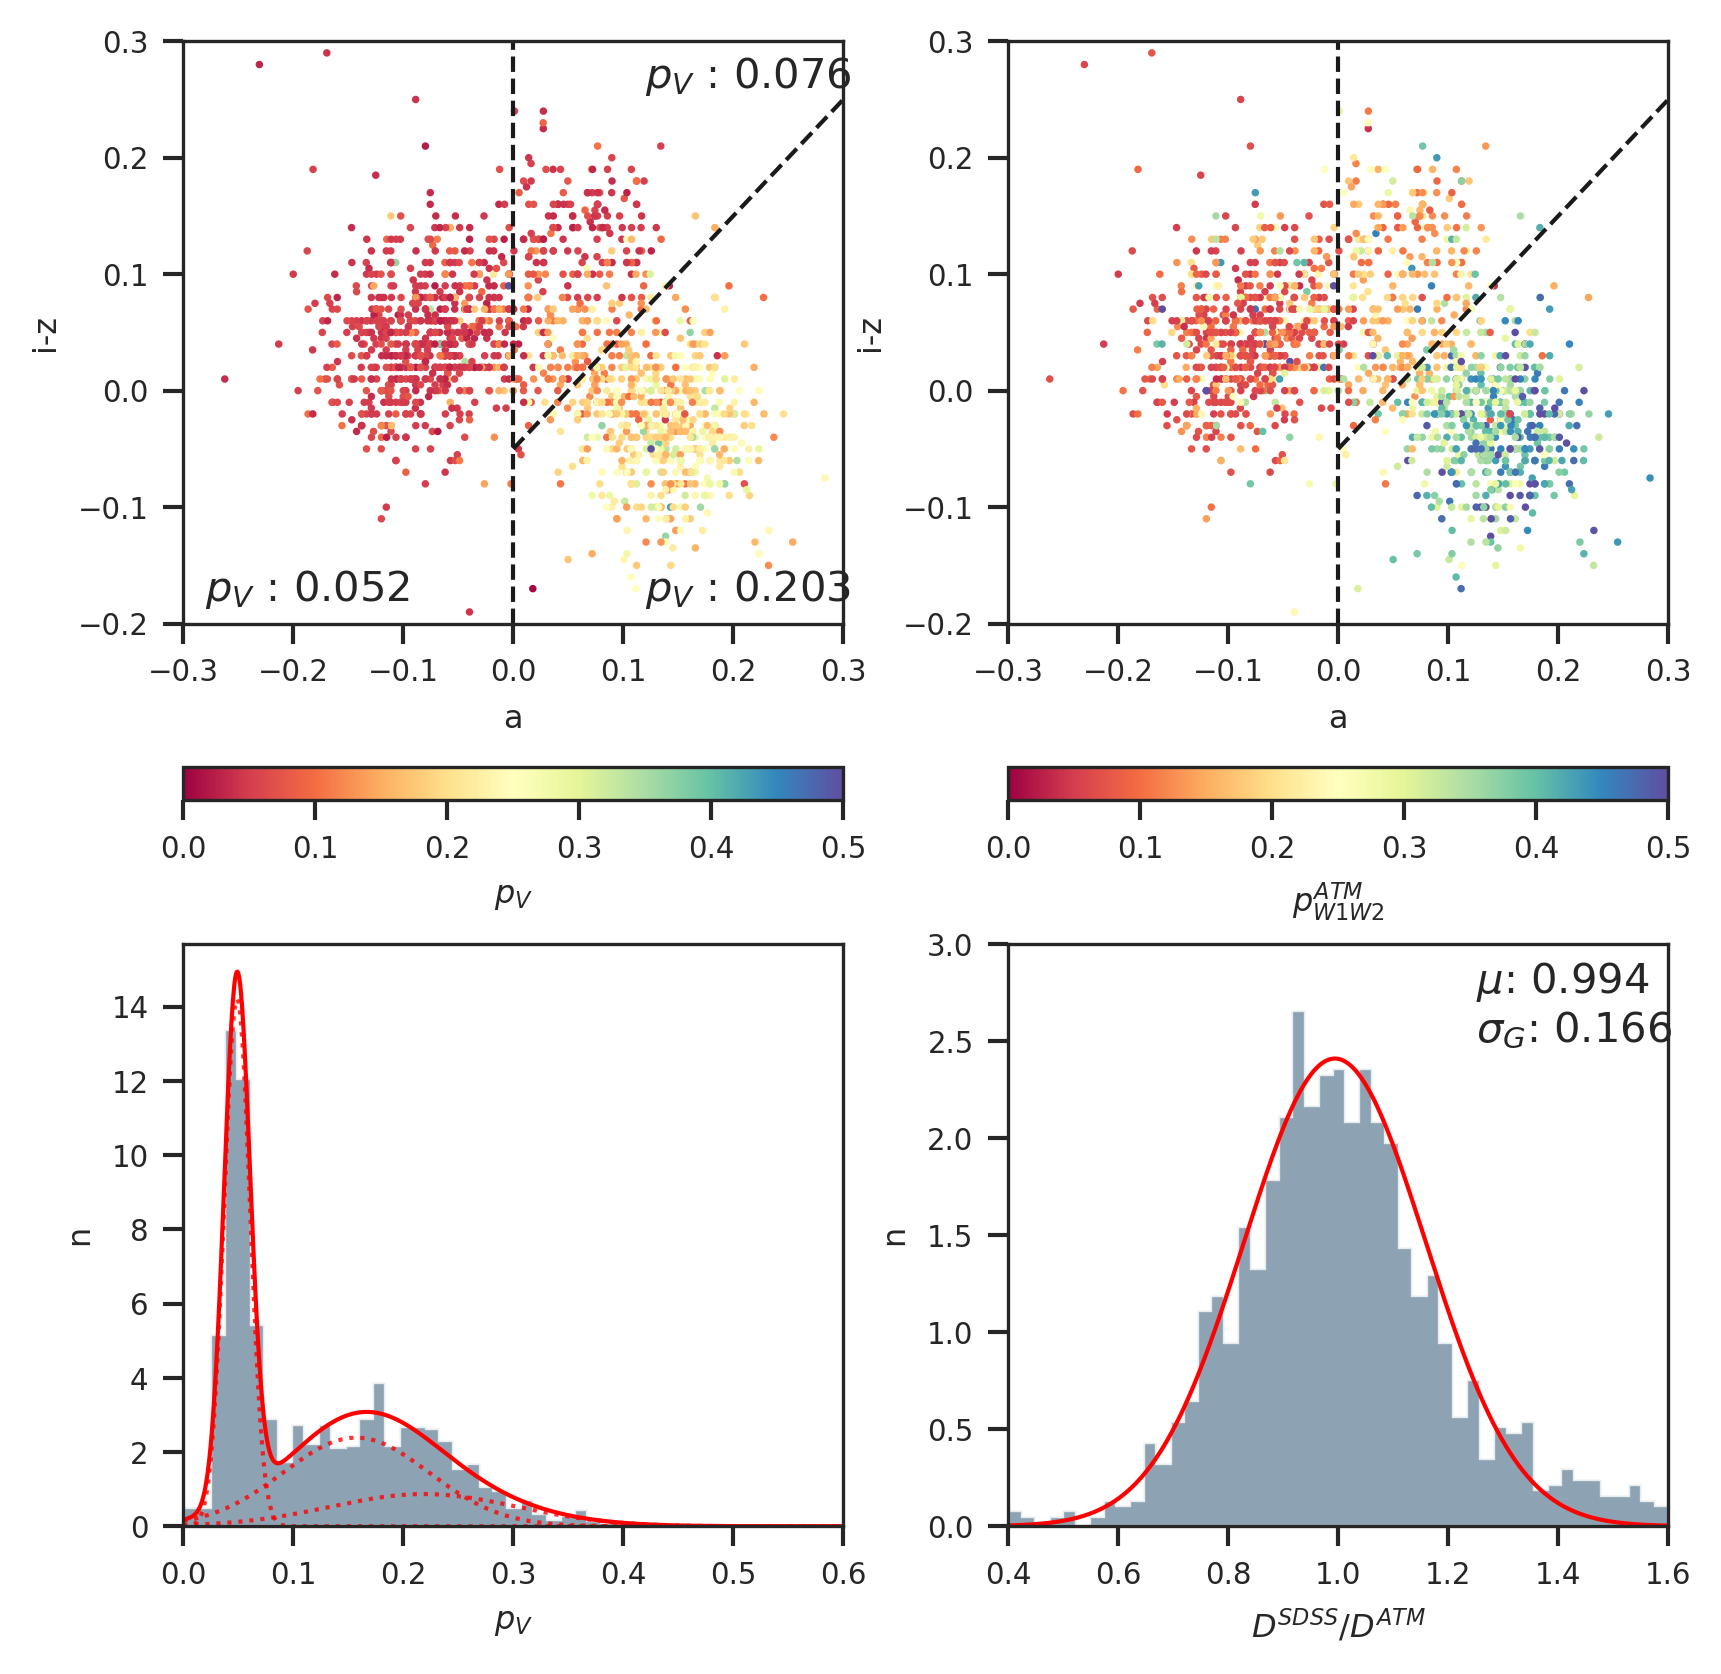 0.3
0.2
0.1
0.0
−0.1
−0.2
i-z
p_V : 0.076
p_V : 0.052
p_V : 0.203
−0.3 −0.2 −0.1 0.0 0.1 0.2 0.3
a
0.0 0.1 0.2 0.3 0.4 0.5
p_V
0.3
0.2
0.1
0.0
−0.1
−0.2
i-z
−0.3 −0.2 −0.1 0.0 0.1 0.2 0.3
a
0.0 0.1 0.2 0.3 0.4 0.5
p_{W1W2}^{ATM}
14
12
10
8
6
4
2
0
n
0.0 0.1 0.2 0.3 0.4 0.5 0.6
p_V
3.0
2.5
2.0
1.5
1.0
0.5
0.0
n
μ: 0.994
σ_G: 0.166
0.4 0.6 0.8 1.0 1.2 1.4 1.6
D^{SDSS}/D^{ATM}